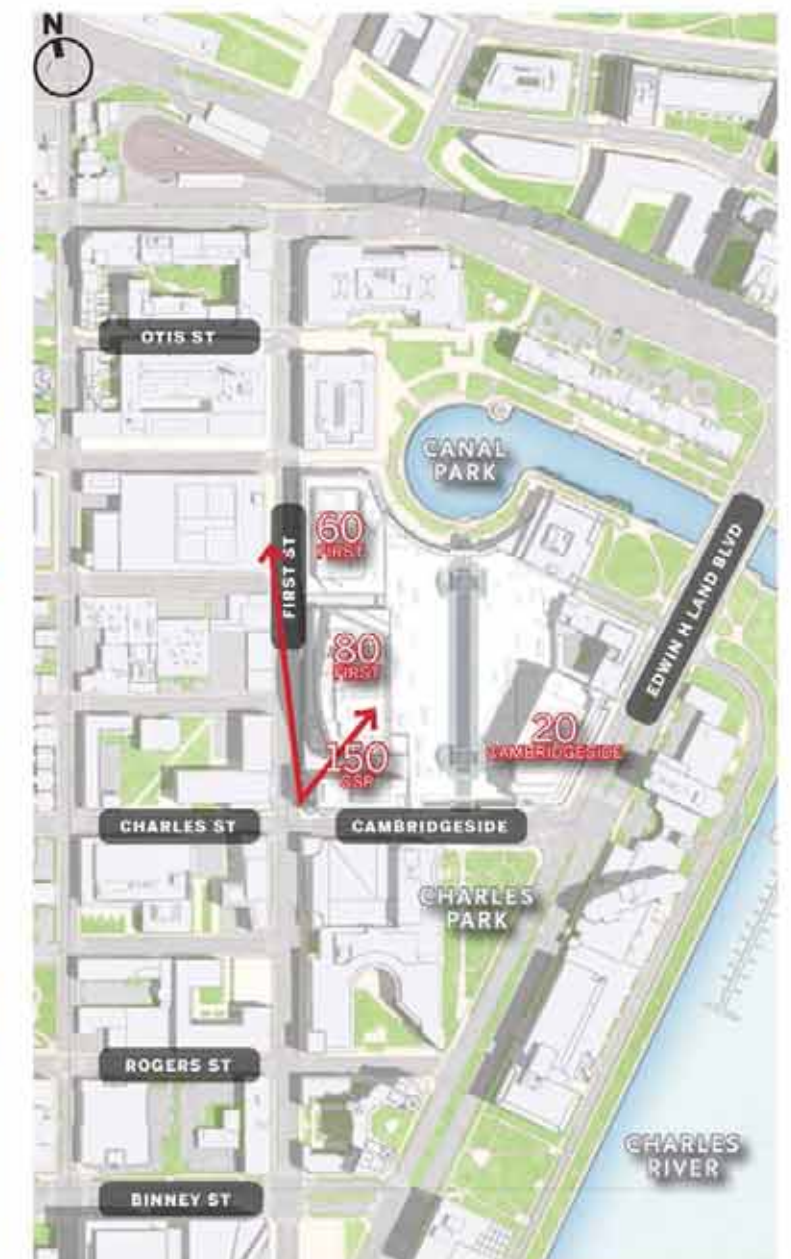 N
OTIS ST
CANAL
PARK
60
FIRST
FIRST ST
EDWIN H LAND BLVD
80
FIRST
20
CAMBRIDGESIDE
150
CSP
CHARLES ST
CAMBRIDGESIDE
CHARLES
PARK
ROGERS ST
CHARLES
RIVER
BINNEY ST